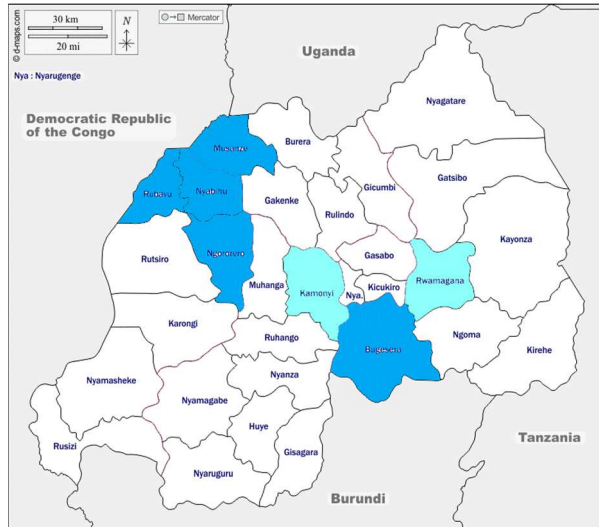 30 km
20 mi
N
Mercator
© d-maps.com
Nya : Nyarugenge
Uganda
Democratic Republic
of the Congo
Nyagatare
Musanze
Burera
Rubavu
Nyabihu
Gakenke
Rulindo
Gicumbi
Gatsibo
Rutsiro
Ngororero
Muhanga
Kamonyi
Gasabo
Nya.
Kicukiro
Rwamagana
Kayonza
Karongi
Ruhango
Bugesera
Ngoma
Kirehe
Nyamasheke
Nyamagabe
Nyanza
Rusizi
Huye
Gisagara
Nyaruguru
Tanzania
Burundi